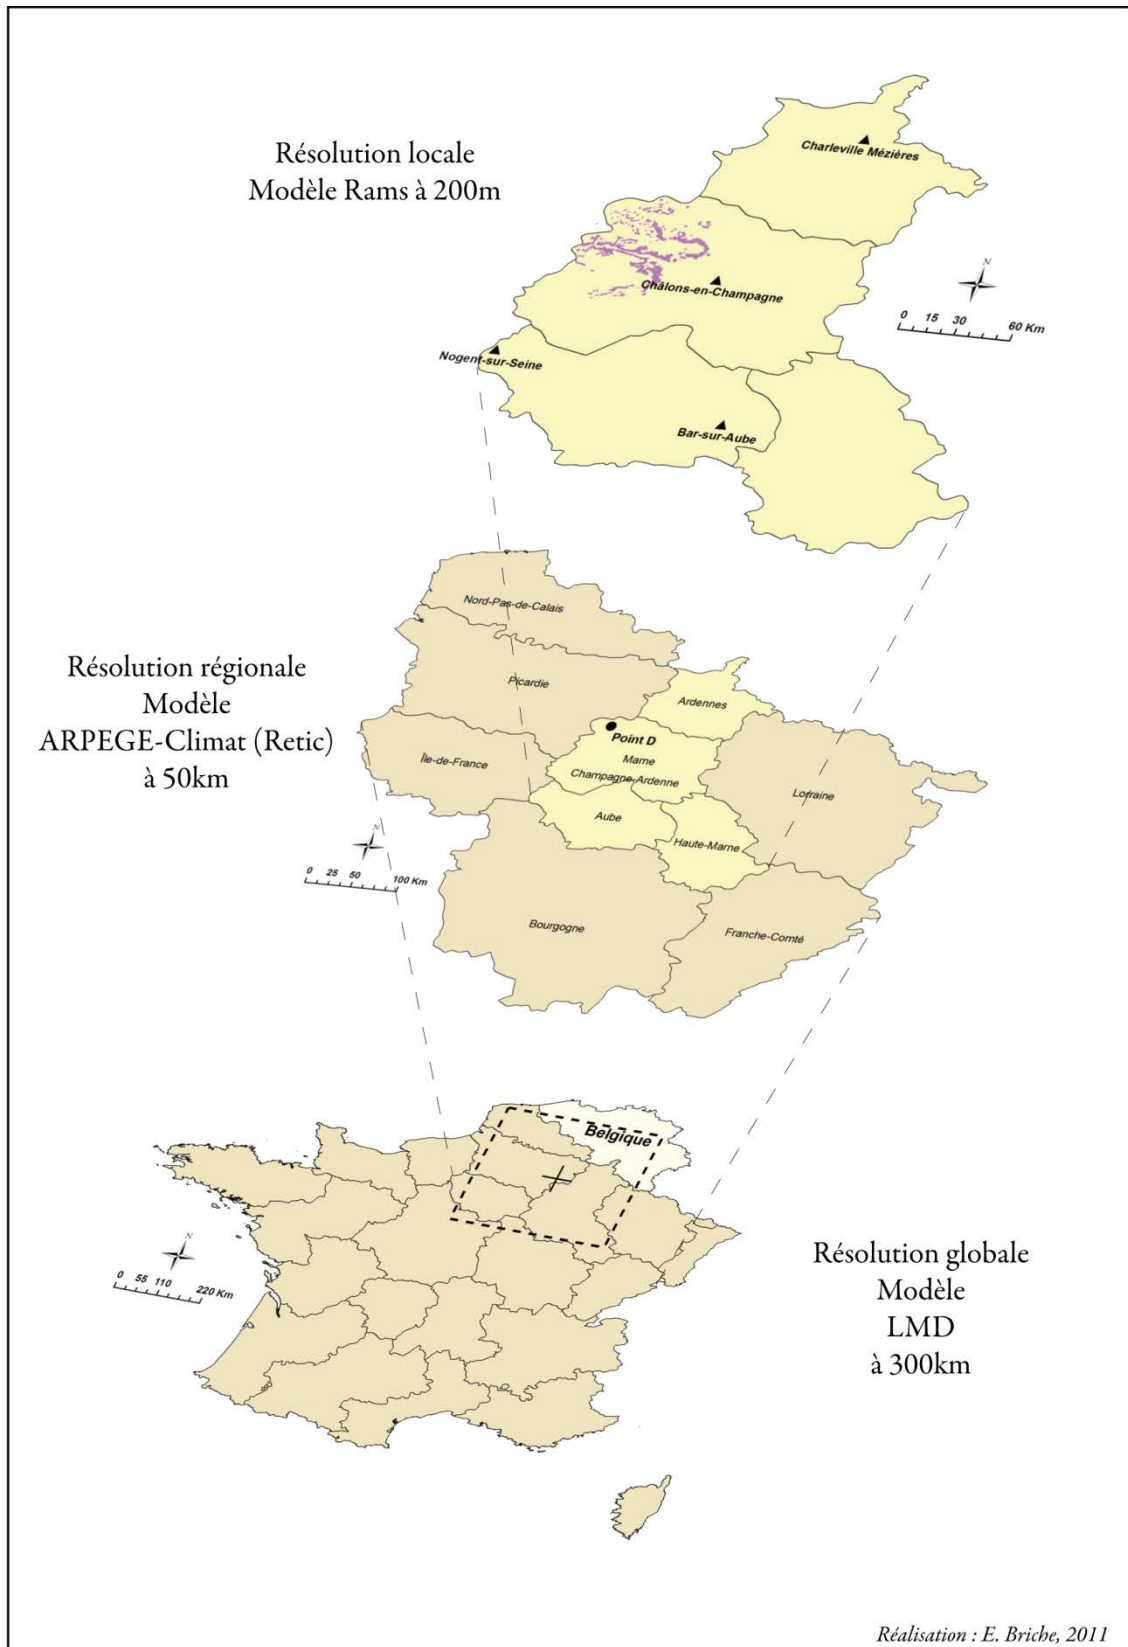 Résolution locale
Modèle Rams à 200m
Charleville Mézières
Châlons-en-Champagne
N
0 15 30 60 Km
Nogent-sur-Seine
Bar-sur-Aube
Nord-Pas-de-Calais
Picardie
Ardennes
Résolution régionale
Modèle
ARPEGE-Climat (Retic)
à 50km
Point D
Marne
Champagne-Ardenne
Île-de-France
Lorraine
Aube
Haute-Marne
N
0 25 50 100 Km
Bourgogne
Franche-Comté
Belgique
N
0 55 110 220 Km
Résolution globale
Modèle
LMD
à 300km
Réalisation : E. Briche, 2011